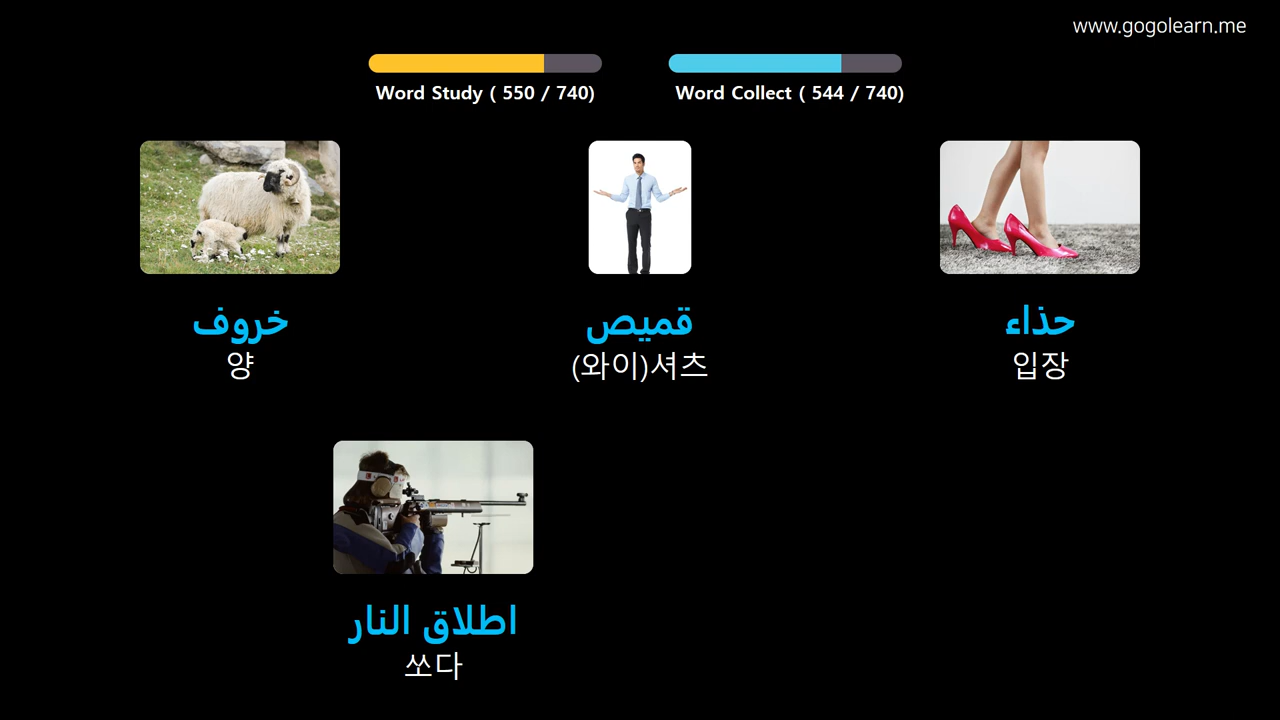 www.gogolearn.me
Word Study ( 550 / 740)
Word Collect ( 544 / 740)
خروف
양
قميص
(와이)셔츠
حذاء
입장
اطلاق النار
쏘다